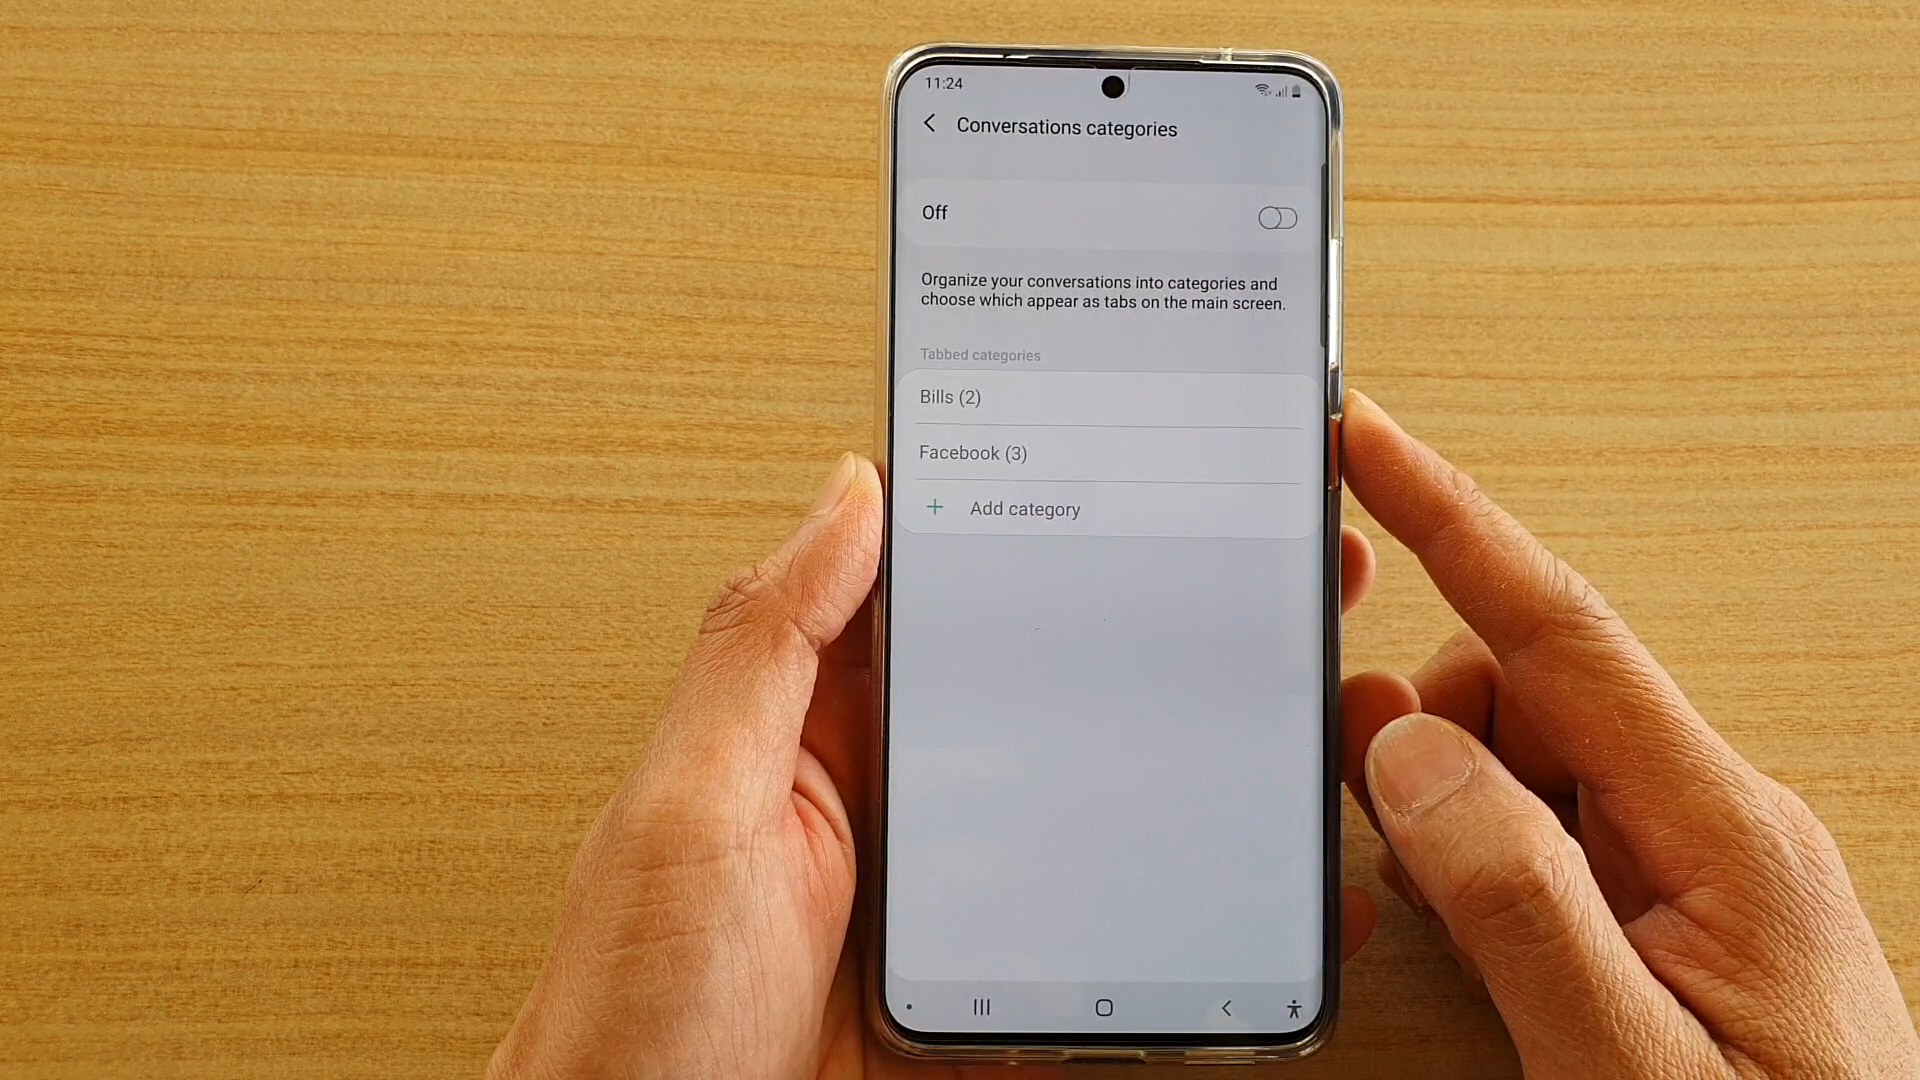 11:24
Conversations categories
Off
Organize your conversations into categories and
choose which appear as tabs on the main screen.
Tabbed categories
Bills (2)
Facebook (3)
+ Add category